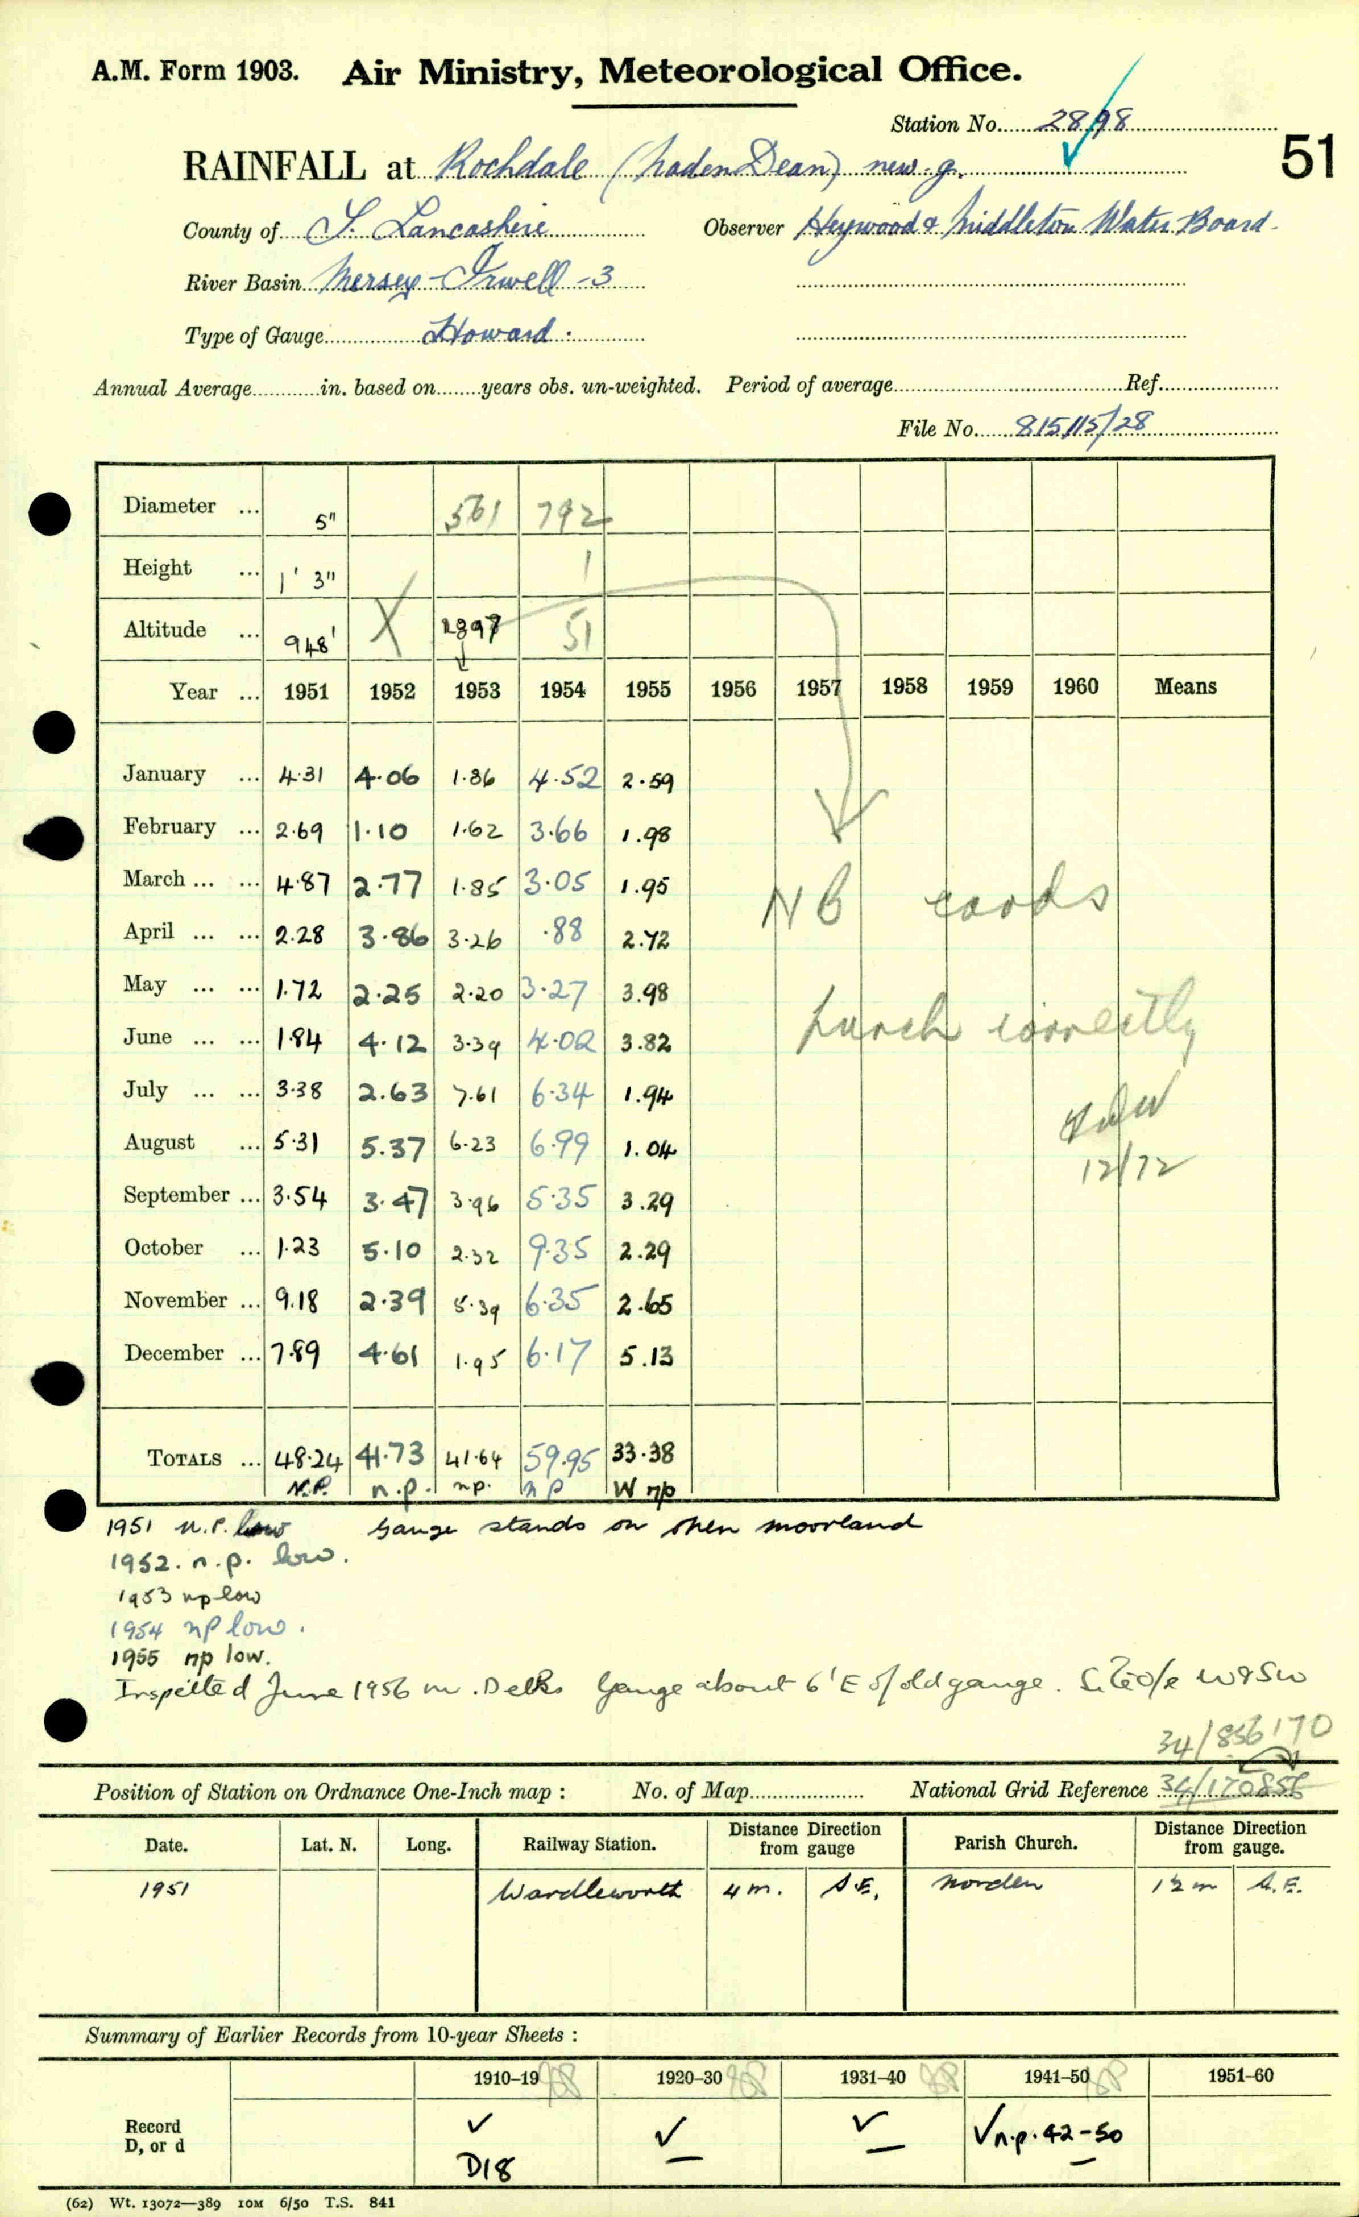 A.M. Form 1903. Air Ministry, Meteorological Office.
Station No. 2898
51
RAINFALL at Rochdale (Naden Dean) new g.
County of S. Lancashire Observer Heywood & Middleton Water Board.
River Basin Mersey - Irwell - 3
Type of Gauge Howard.
Annual Average in. based on years obs. un-weighted. Period of average Ref.
File No. 815115/28
Diameter ... 5" 561 792
Height ... 1' 3" 1
Altitude ... 948' X 2897 51
Year ... 1951 1952 1953 1954 1955 1956 1957 1958 1959 1960 Means
January ... 4.31 4.06 1.86 4.52 2.59
February ... 2.69 1.10 1.62 3.66 1.98
March ... ... 4.87 2.77 1.85 3.05 1.95
NB cards
April ... ... 2.28 3.86 3.26 .88 2.72
May ... ... 1.72 2.25 2.20 3.27 3.98
June ... ... 1.84 4.12 3.39 4.02 3.82
punch correctly
July ... ... 3.38 2.63 7.61 6.34 1.94
August ... 5.31 5.37 6.23 6.99 1.04
12/72
September ... 3.54 3.47 3.96 5.35 3.29
October ... 1.23 5.10 2.32 9.35 2.29
November ... 9.18 2.39 5.39 6.35 2.65
December ... 7.89 4.61 1.95 6.17 5.13
TOTALS ... 48.24 41.73 41.64 59.95 33.38
N.P. n.p. np. np W np
1951 n.p. low Gauge stands on open moorland
1952. n.p. low.
1953 np low
1954 np low.
1955 np low.
Inspected June 1956 Gauge about 6' E of old gauge. Site o/e W & SW
34/856170
Position of Station on Ordnance One-Inch map : No. of Map National Grid Reference 34/170856
Date. Lat. N. Long. Railway Station. Distance from gauge Direction Parish Church. Distance from gauge. Direction
1951 Wardleworth 4 m. S.E. Norden 1½ m S.E.
Summary of Earlier Records from 10-year Sheets :
1910-19 1920-30 1931-40 1941-50 1951-60
Record D, or d ✓ ✓ ✓ ✓ n.p. 42-50
D18
(62) Wt. 13072—389 10M 6/50 T.S. 841